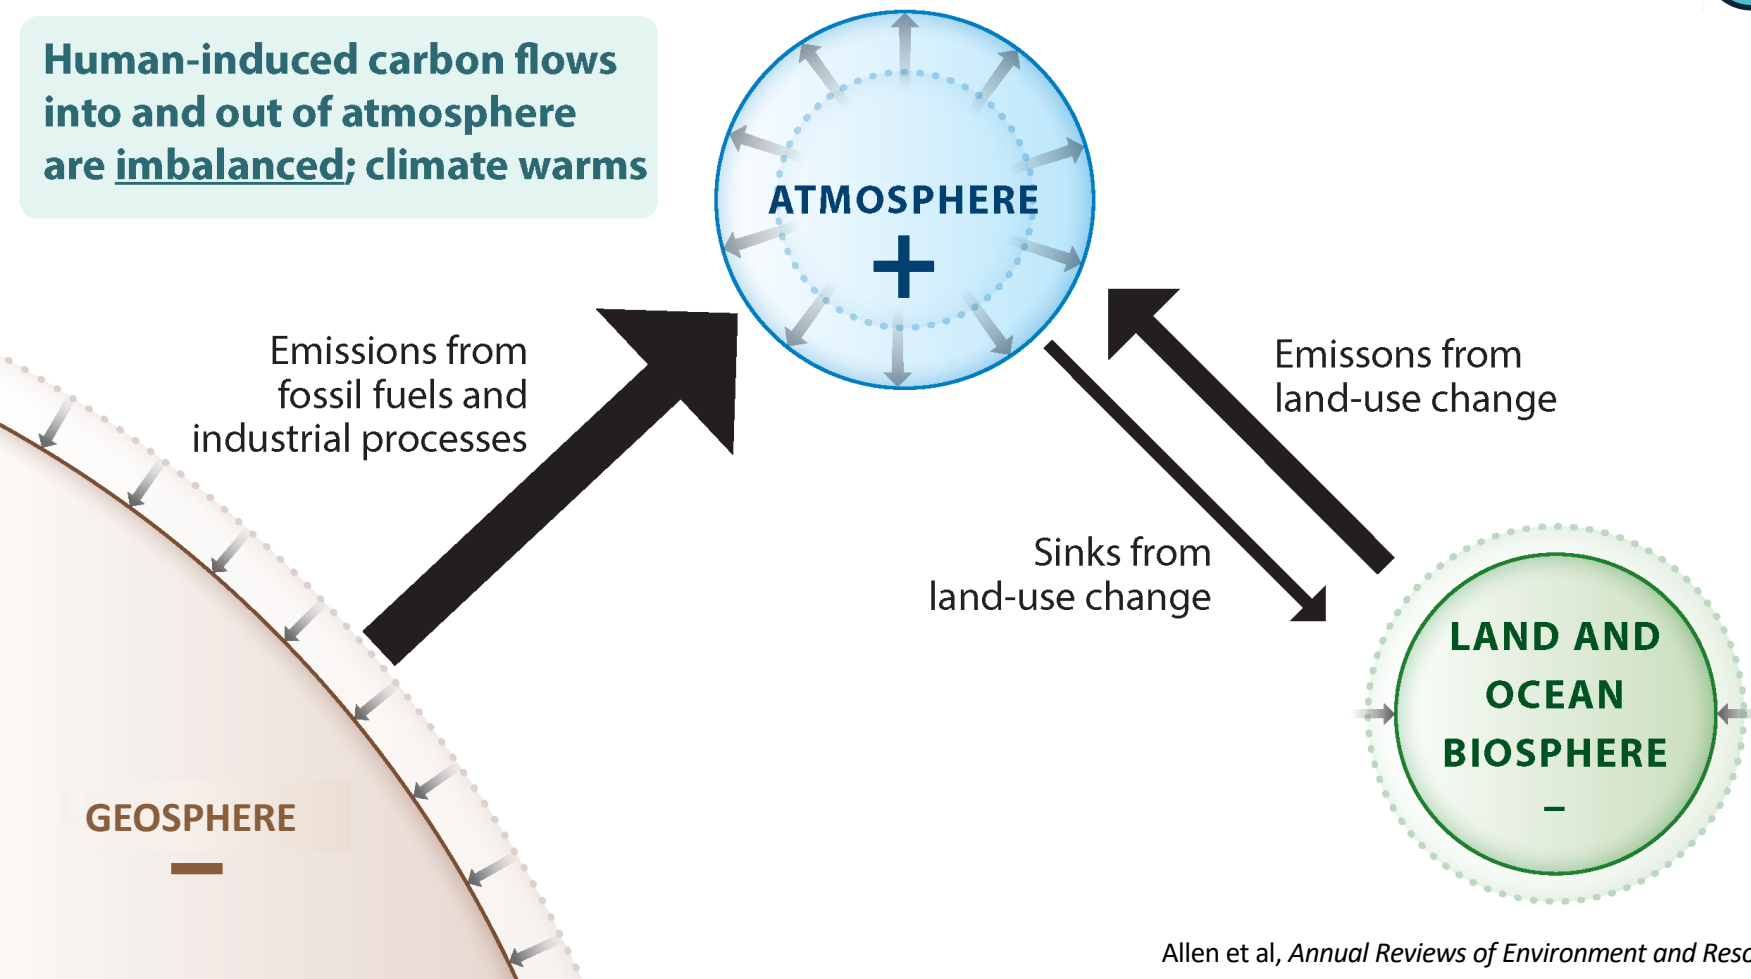 Human-induced carbon flows
into and out of atmosphere
are imbalanced; climate warms
ATMOSPHERE
+
Emissions from
fossil fuels and
industrial processes
Emissons from
land-use change
Sinks from
land-use change
LAND AND
OCEAN
BIOSPHERE
–
GEOSPHERE
–
Allen et al, Annual Reviews of Environment and